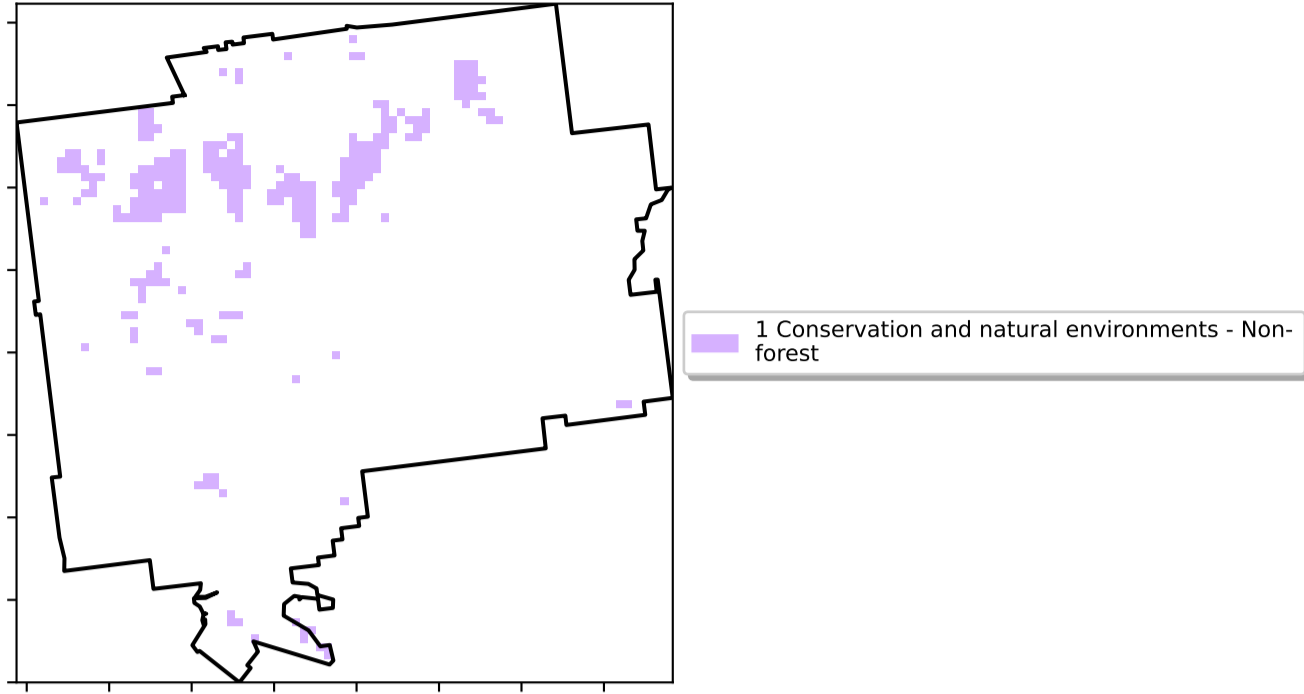 1 Conservation and natural environments - Non-
forest